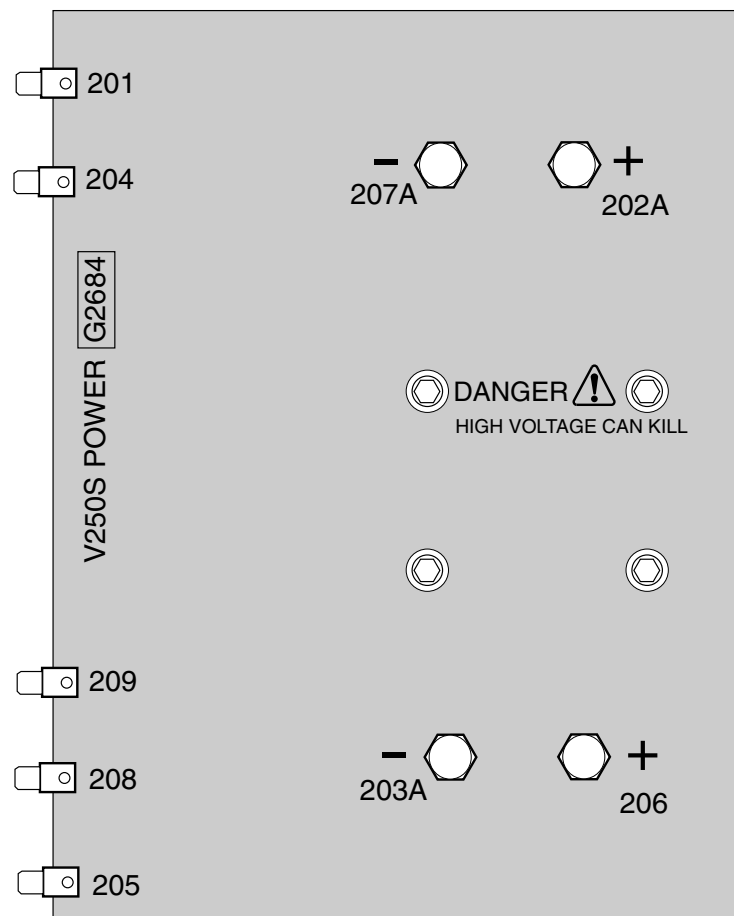 201
204
− +
207A
202A
V250S POWER G2684
DANGER
HIGH VOLTAGE CAN KILL
209
208
205
− +
203A
206